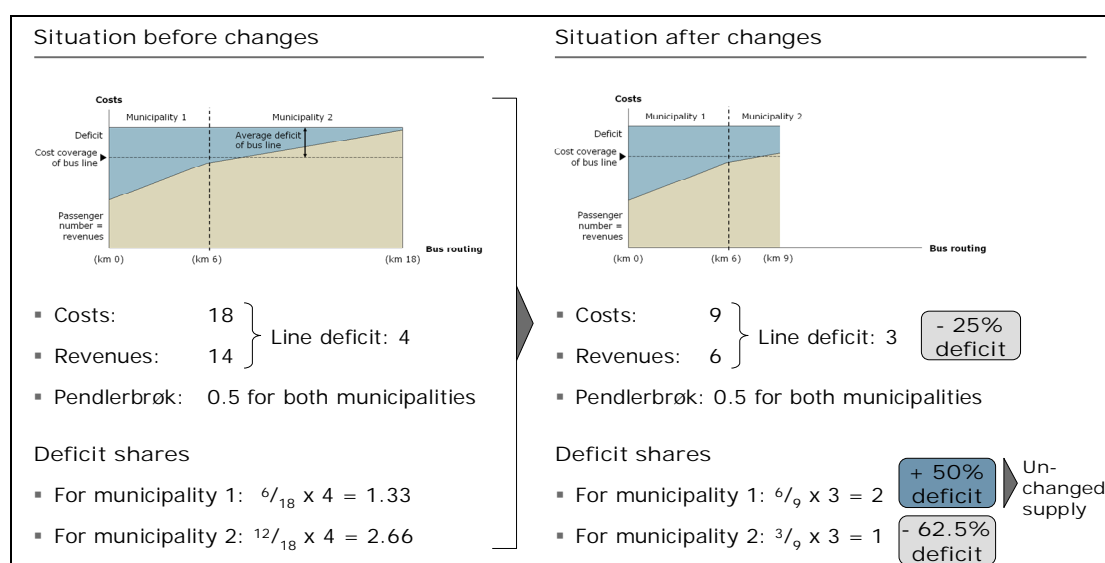 Situation before changes
Costs
Municipality 1
Municipality 2
Deficit
Average deficit
of bus line
Cost coverage
of bus line
Passenger
number =
revenues
Bus routing
(km 0)
(km 6)
(km 18)
Costs: 18
Revenues: 14
Line deficit: 4
Pendlerbrøk: 0.5 for both municipalities
Deficit shares
For municipality 1: 6/18 x 4 = 1.33
For municipality 2: 12/18 x 4 = 2.66
Situation after changes
Costs
Municipality 1
Municipality 2
Deficit
Cost coverage
of bus line
Passenger
number =
revenues
Bus routing
(km 0)
(km 6)
(km 9)
Costs: 9
Revenues: 6
Line deficit: 3
- 25%
deficit
Pendlerbrøk: 0.5 for both municipalities
Deficit shares
For municipality 1: 6/9 x 3 = 2
+ 50%
deficit
Un-
changed
supply
For municipality 2: 3/9 x 3 = 1
- 62.5%
deficit